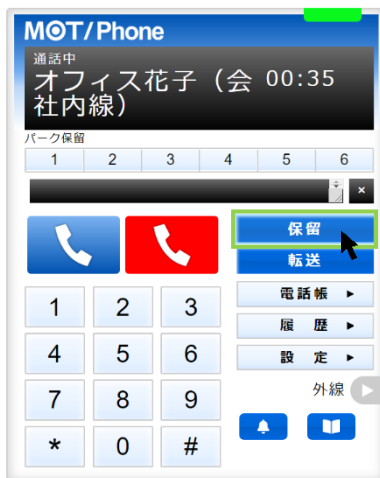 MOT/Phone
通話中
オフィス花子（会 00:35
社内線）
パーク保留
1 2 3 4 5 6
×
保留
転送
電話帳 ▶
履 歴 ▶
設 定 ▶
外線
1 2 3
4 5 6
7 8 9
* 0 #